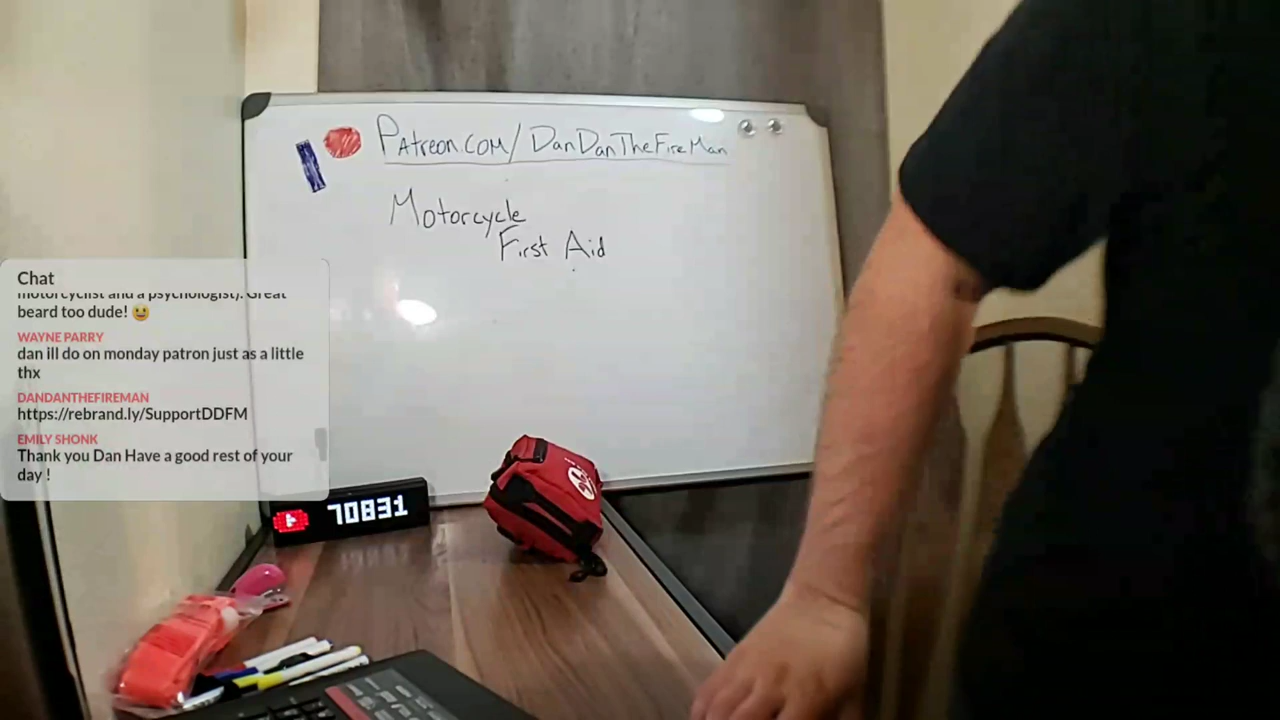 Patreon.com/DanDanTheFireMan
Motorcycle
First Aid
Chat
motorcyclist and a psychologist). Great
beard too dude! 😃
WAYNE PARRY
dan ill do on monday patron just as a little
thx
DANDANTHEFIREMAN
https://rebrand.ly/SupportDDFM
EMILY SHONK
Thank you Dan Have a good rest of your
day !
70831